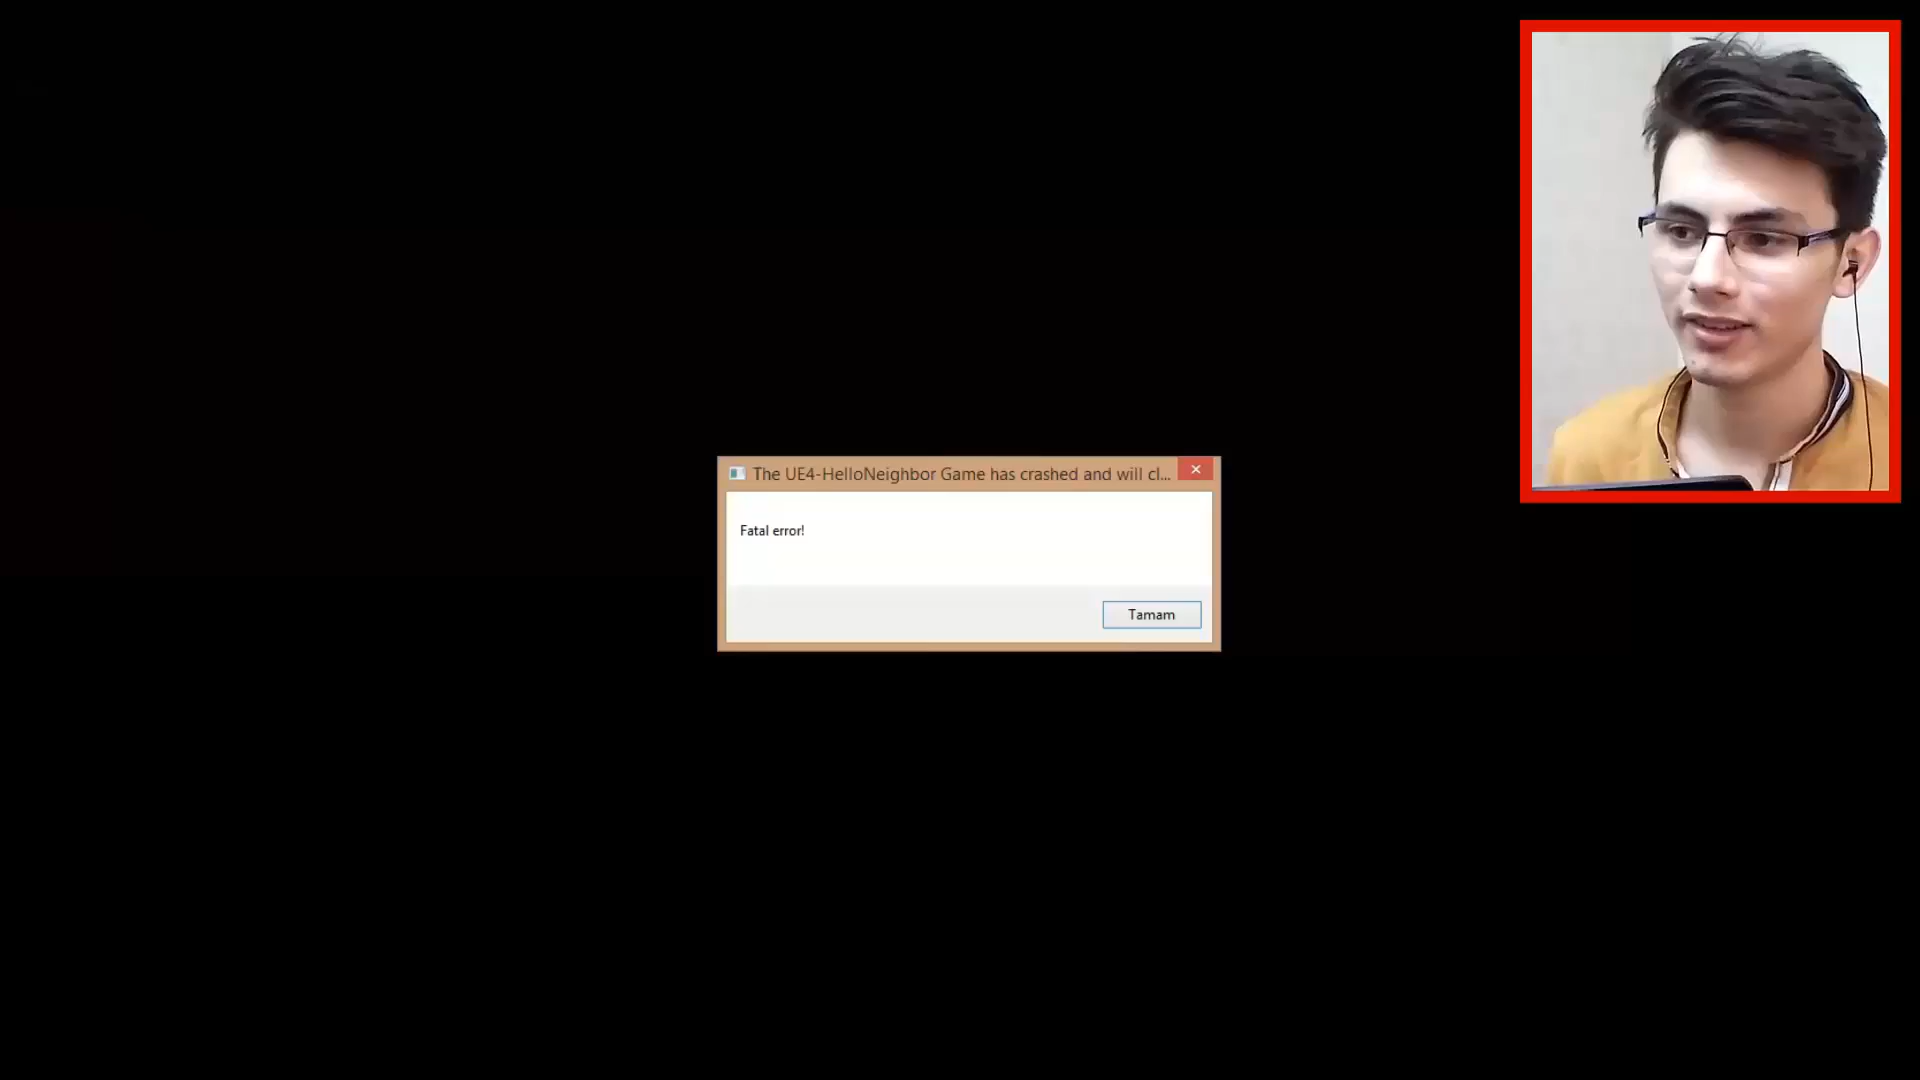 The UE4-HelloNeighbor Game has crashed and will cl...
Fatal error!
Tamam